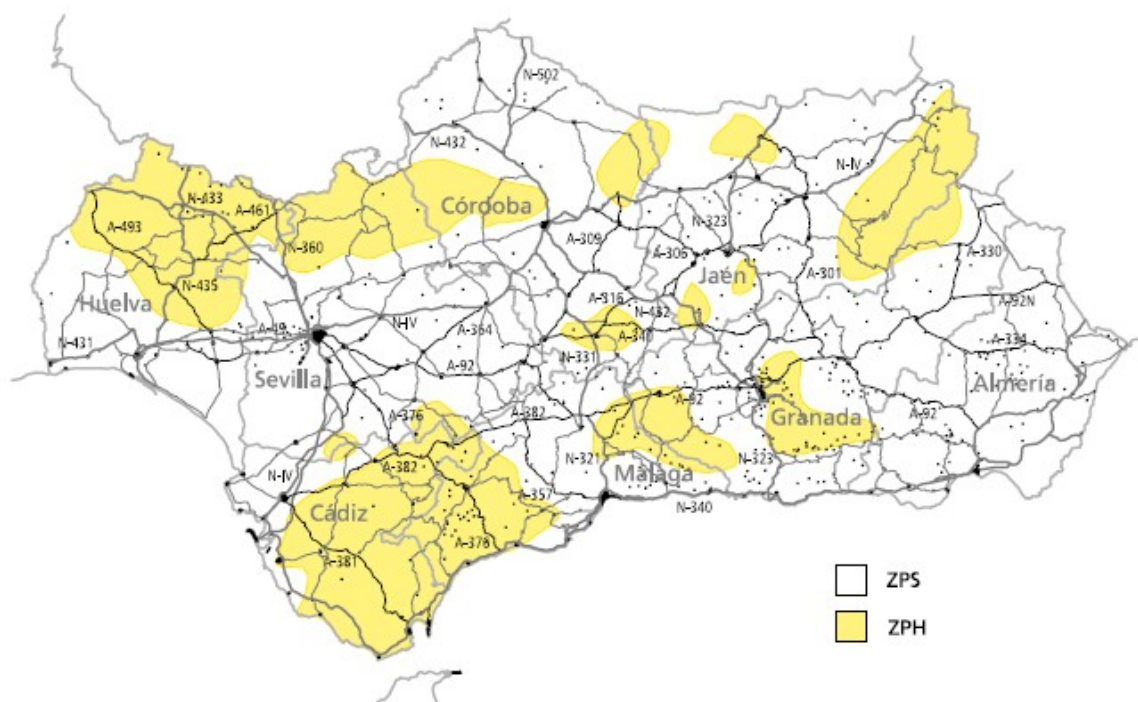 N-502
N-432
N-IV
N-433
A-461
Córdoba
A-493
N-323
N-360
A-309
A-306
A-330
Jaén
A-301
N-435
Huelva
A-316
N-432
A-92N
N-IV
A-364
A-49
A-340
A-334
N-431
N-331
A-92
Sevilla
Almería
A-92
A-376
A-382
Granada
A-92
N-321
N-323
A-382
Málaga
N-IV
A-357
N-340
Cádiz
A-376
A-381
ZPS
ZPH